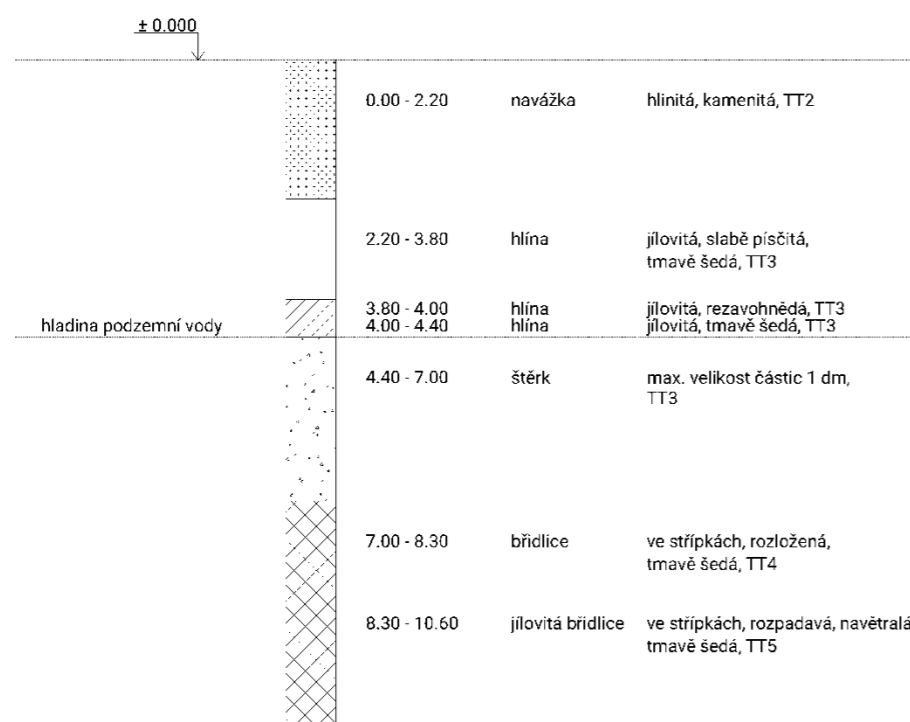 ± 0.000
0.00 - 2.20 navážka hlinitá, kamenitá, TT2
2.20 - 3.80 hlína jílovitá, slabě písčitá,
tmavě šedá, TT3
3.80 - 4.00 hlína jílovitá, rezavohnědá, TT3
hladina podzemní vody 4.00 - 4.40 hlína jílovitá, tmavě šedá, TT3
4.40 - 7.00 štěrk max. velikost částic 1 dm,
TT3
7.00 - 8.30 břidlice ve střípkách, rozložená,
tmavě šedá, TT4
8.30 - 10.60 jílovitá břidlice ve střípkách, rozpadavá, navětralá
tmavě šedá, TT5